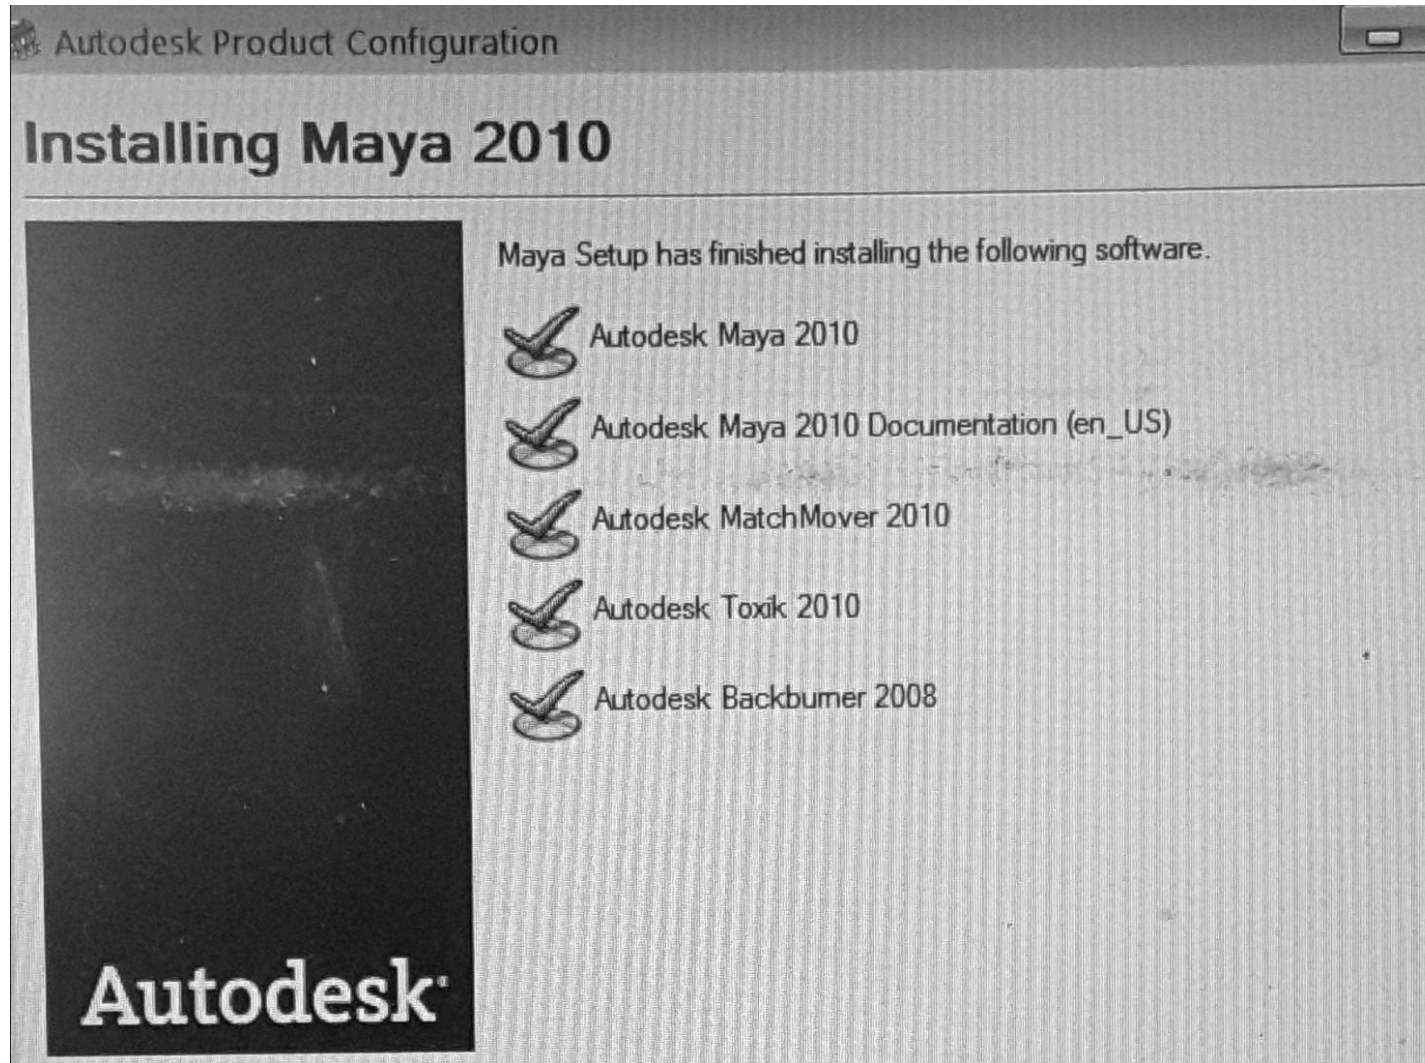 Autodesk Product Configuration
Installing Maya 2010
Maya Setup has finished installing the following software.
Autodesk Maya 2010
Autodesk Maya 2010 Documentation (en_US)
Autodesk MatchMover 2010
Autodesk Toxik 2010
Autodesk Backburner 2008
Autodesk